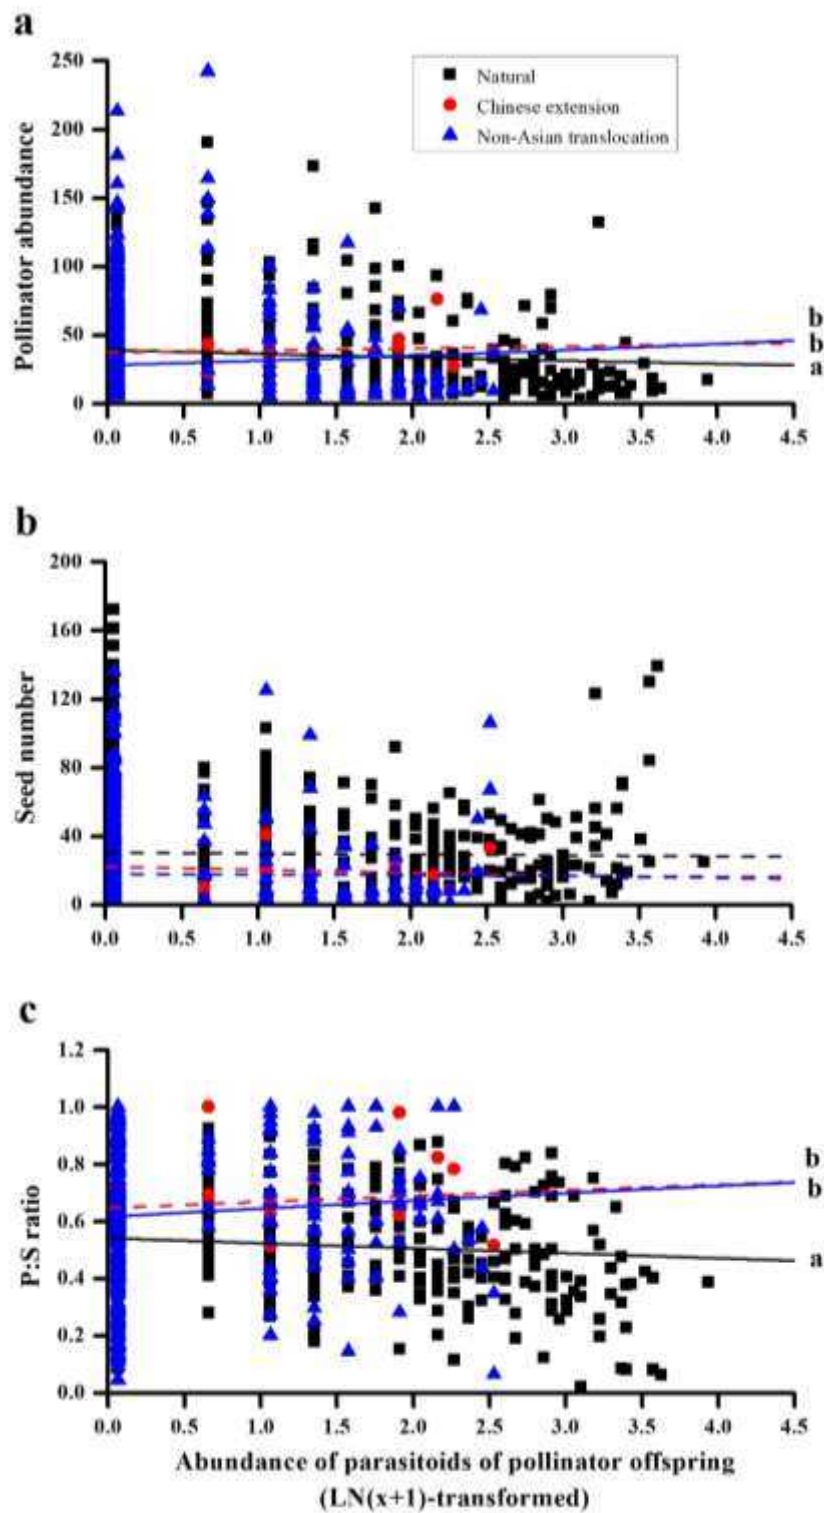 a
250
200
150
100
50
0
Pollinator abundance
Natural
Chinese extension
Non-Asian translocation
b
b
a
0.0 0.5 1.0 1.5 2.0 2.5 3.0 3.5 4.0 4.5
b
200
160
120
80
40
0
Seed number
0.0 0.5 1.0 1.5 2.0 2.5 3.0 3.5 4.0 4.5
c
1.2
1.0
0.8
0.6
0.4
0.2
0.0
P:S ratio
b
b
a
0.0 0.5 1.0 1.5 2.0 2.5 3.0 3.5 4.0 4.5
Abundance of parasitoids of pollinator offspring
(LN(x+1)-transformed)